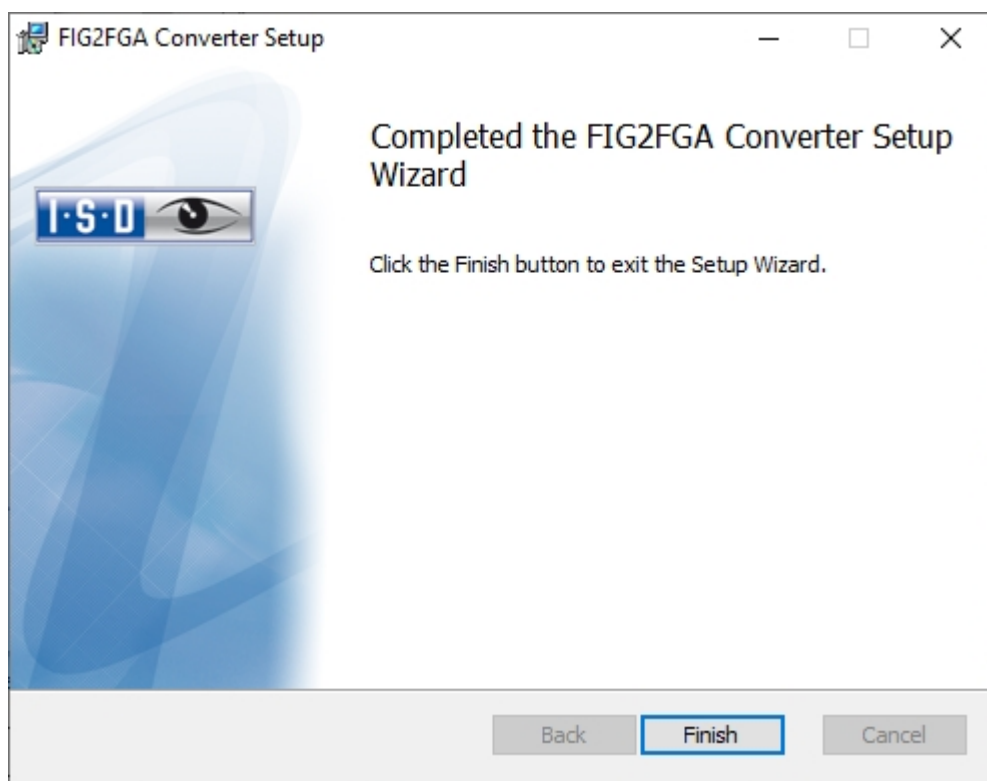 FIG2FGA Converter Setup
Completed the FIG2FGA Converter Setup
Wizard
I·S·D
Click the Finish button to exit the Setup Wizard.
Back Finish Cancel